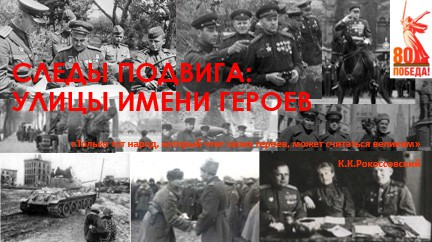 СЛЕДЫ ПОДВИГА:
УЛИЦЫ ИМЕНИ ГЕРОЕВ
«Только тот народ, который чтит своих героев, может считаться великим»
К.К.Рокоссовский
80
ПОБЕДА!